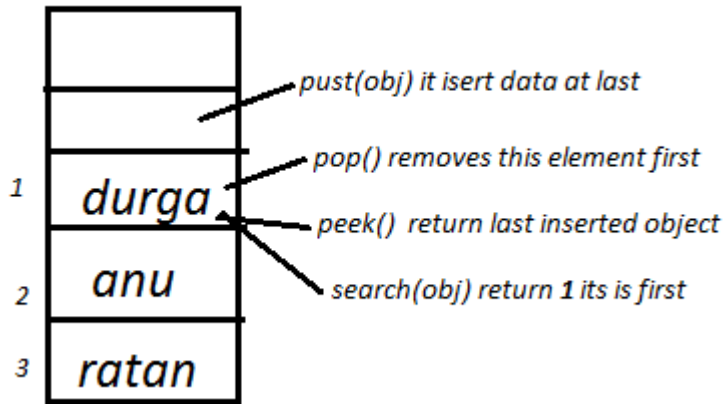 pust(obj) it isert data at last
pop() removes this element first
1
durga
peek() return last inserted object
anu
search(obj) return 1 its is first
2
3
ratan